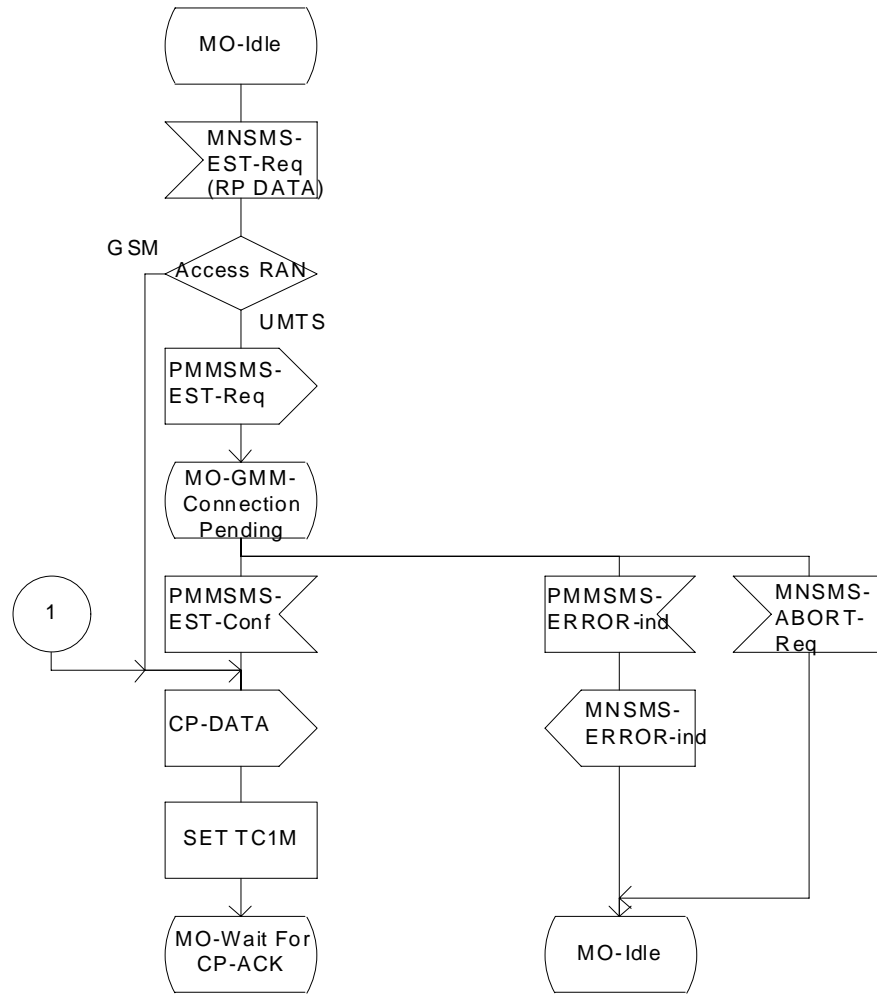 MO-Idle
MNSMS-
EST-Req
(RP DATA)
GSM
Access RAN
UMTS
PMMSMS-
EST-Req
MO-GMM-
Connection
Pending
1
PMMSMS-
EST-Conf
PMMSMS-
ERROR-ind
MNSMS-
ABORT-
Req
CP-DATA
MNSMS-
ERROR-ind
SET TC1M
MO-Wait For
CP-ACK
MO-Idle